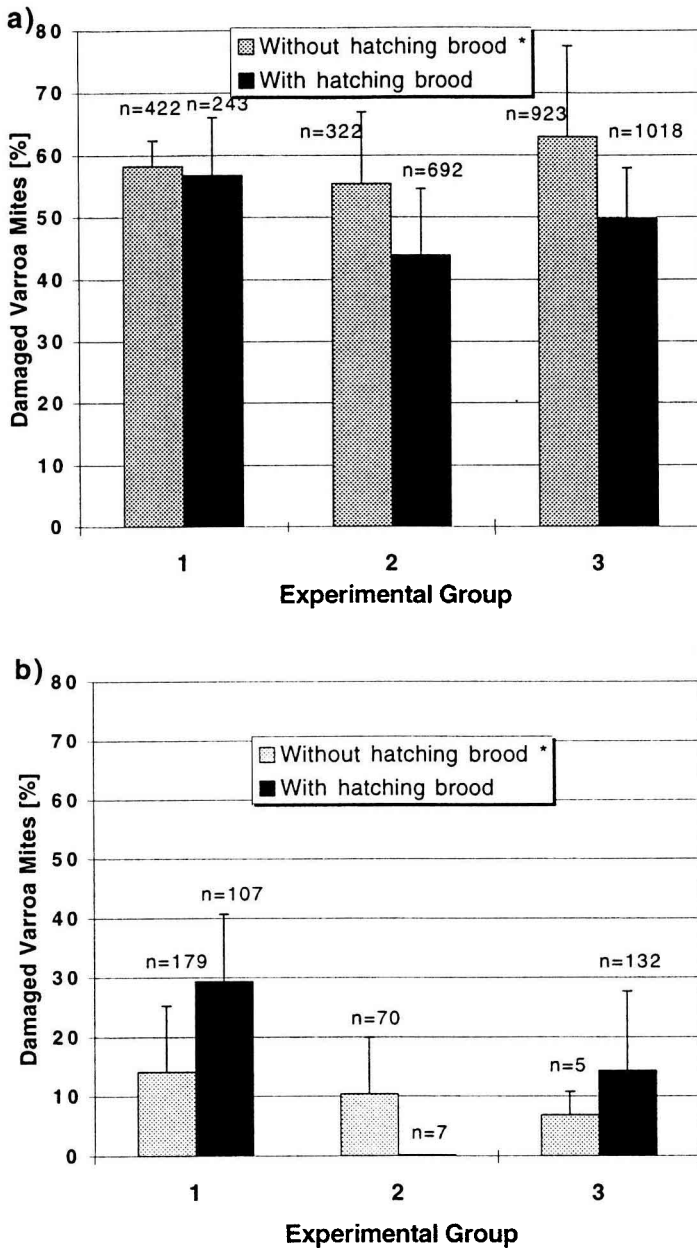 a)
80
70
60
50
40
30
20
10
0
Damaged Varroa Mites [%]
Without hatching brood *
With hatching brood
n=422
n=243
n=322
n=692
n=923
n=1018
1
2
3
Experimental Group
b)
80
70
60
50
40
30
20
10
0
Damaged Varroa Mites [%]
Without hatching brood *
With hatching brood
n=179
n=107
n=70
n=7
n=5
n=132
1
2
3
Experimental Group